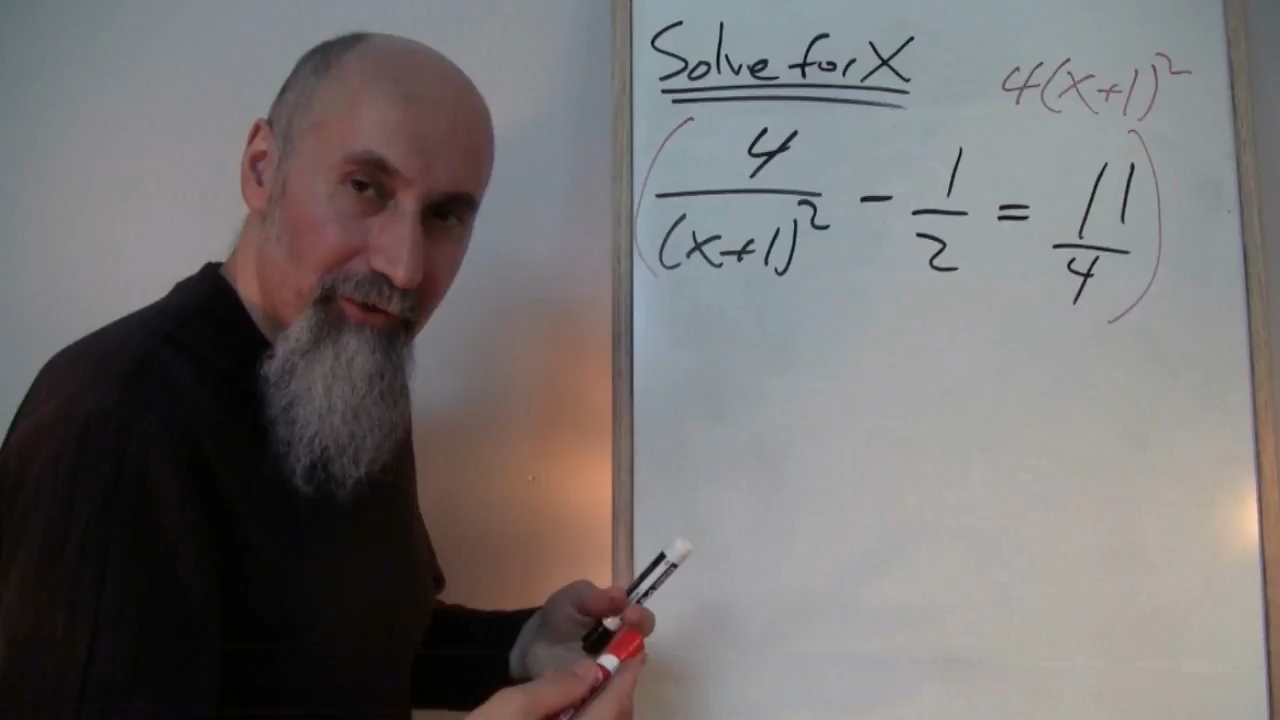 Solve for X
4(x+1)²
( 4/(x+1)² - 1/2 = 11/4 )